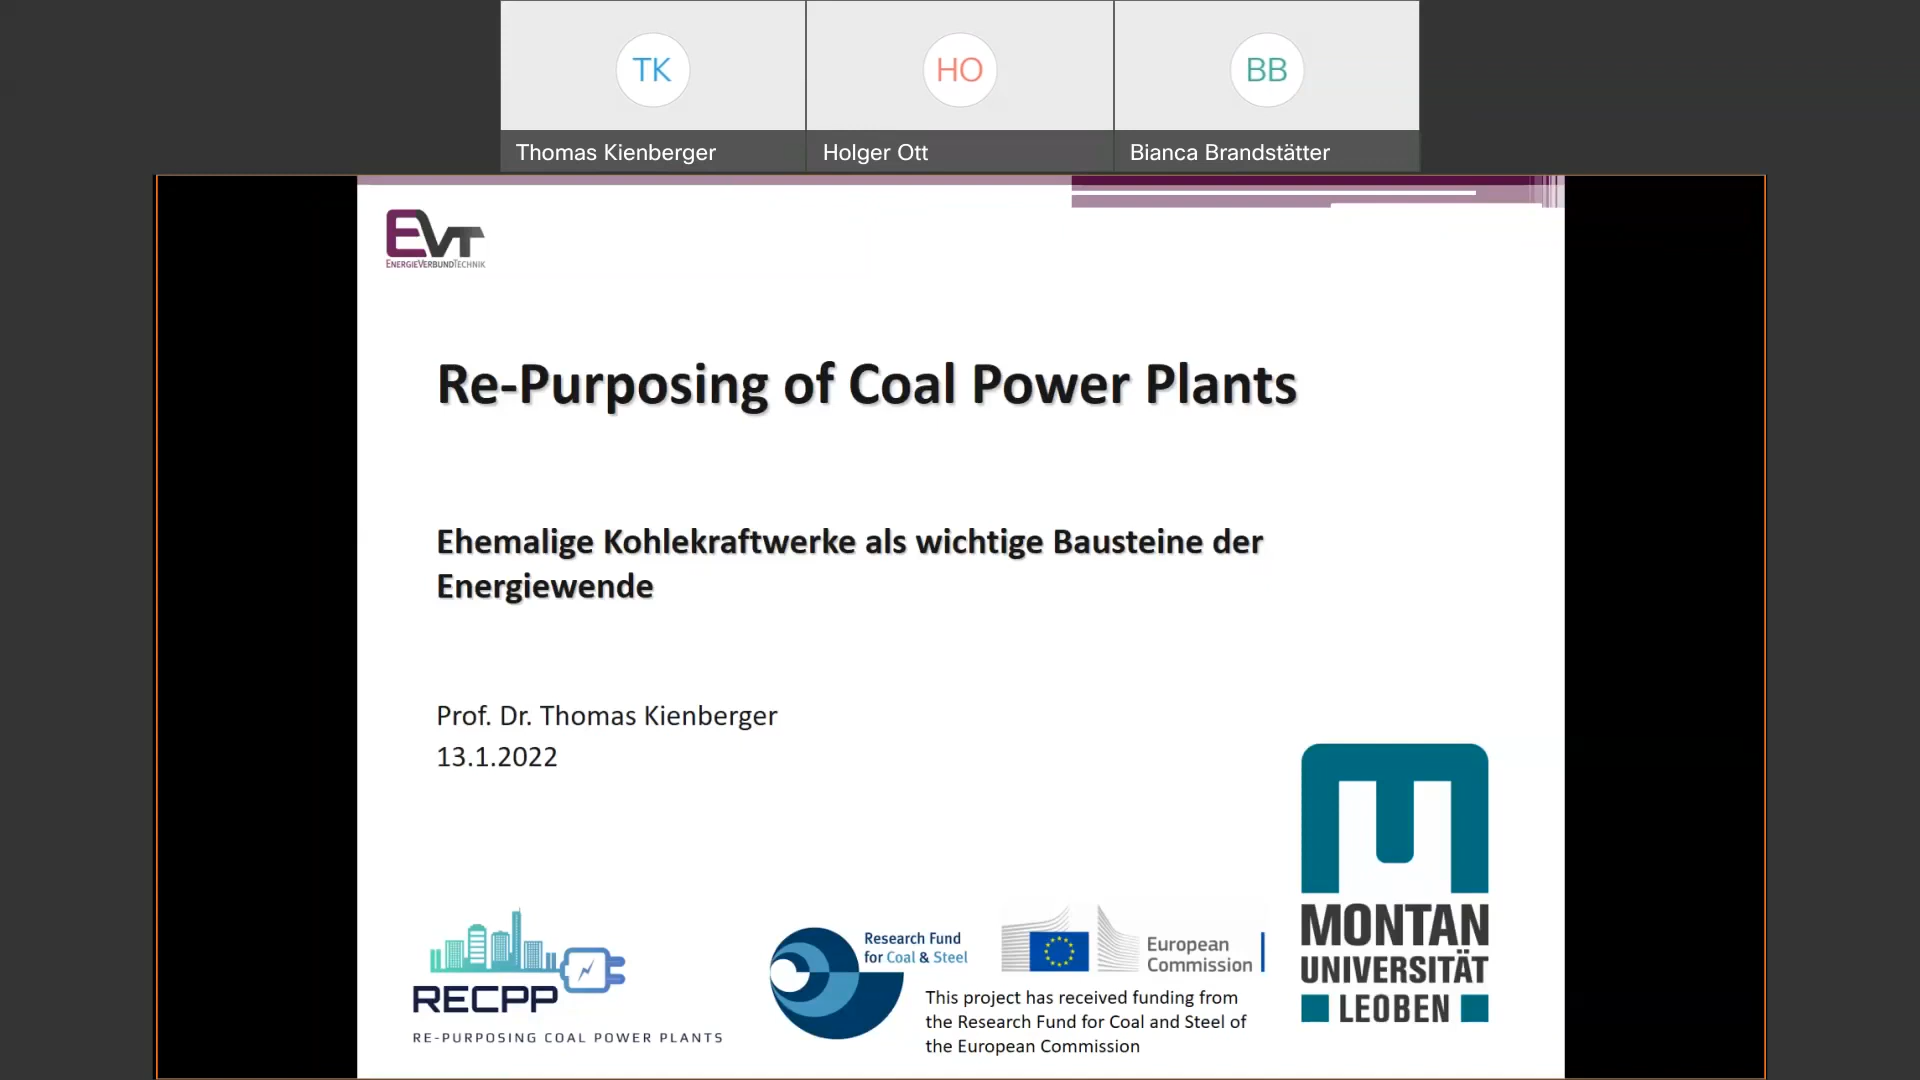 TK
HO
BB
Thomas Kienberger
Holger Ott
Bianca Brandstätter
EVT
ENERGIEVERBUNDTECHNIK
Re-Purposing of Coal Power Plants
Ehemalige Kohlekraftwerke als wichtige Bausteine der
Energiewende
Prof. Dr. Thomas Kienberger
13.1.2022
RECPP
RE-PURPOSING COAL POWER PLANTS
Research Fund
for Coal & Steel
European
Commission
This project has received funding from
the Research Fund for Coal and Steel of
the European Commission
MONTAN
UNIVERSITÄT
LEOBEN